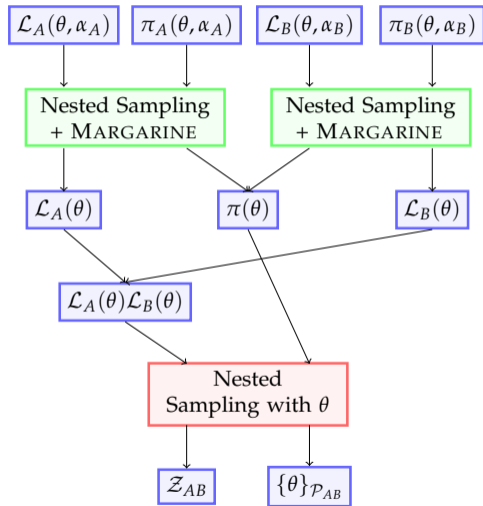 ℒ_A(θ, α_A) π_A(θ, α_A) ℒ_B(θ, α_B) π_B(θ, α_B)
Nested Sampling
+ MARGARINE
Nested Sampling
+ MARGARINE
ℒ_A(θ) π(θ) ℒ_B(θ)
ℒ_A(θ)ℒ_B(θ)
Nested
Sampling with θ
𝒵_AB {θ}_𝒫_AB